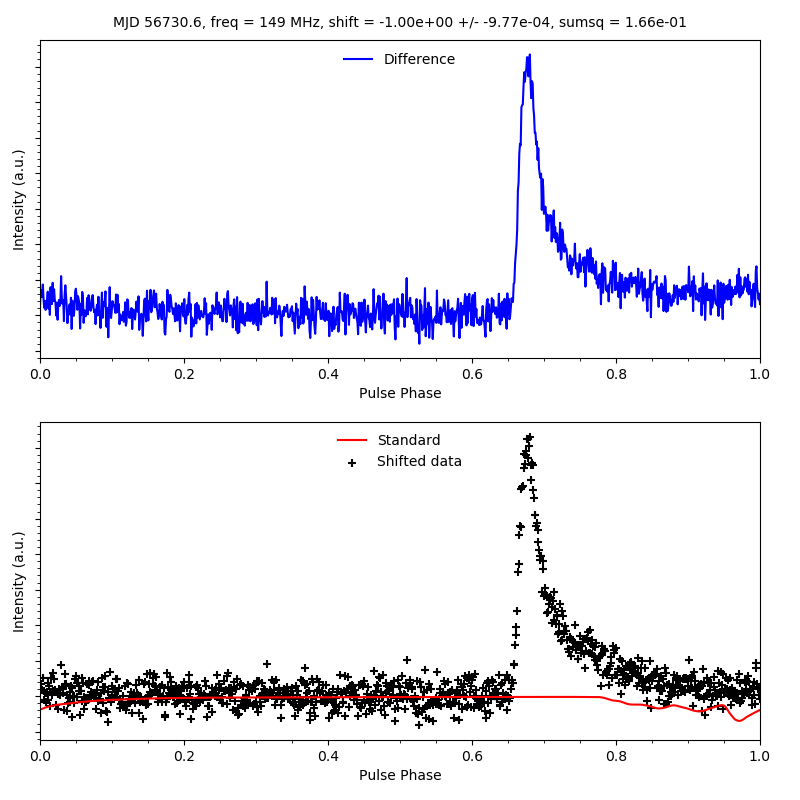 MJD 56730.6, freq = 149 MHz, shift = -1.00e+00 +/- -9.77e-04, sumsq = 1.66e-01
Difference
Intensity (a.u.)
0.0 0.2 0.4 0.6 0.8 1.0
Pulse Phase
Standard
Shifted data
Intensity (a.u.)
0.0 0.2 0.4 0.6 0.8 1.0
Pulse Phase